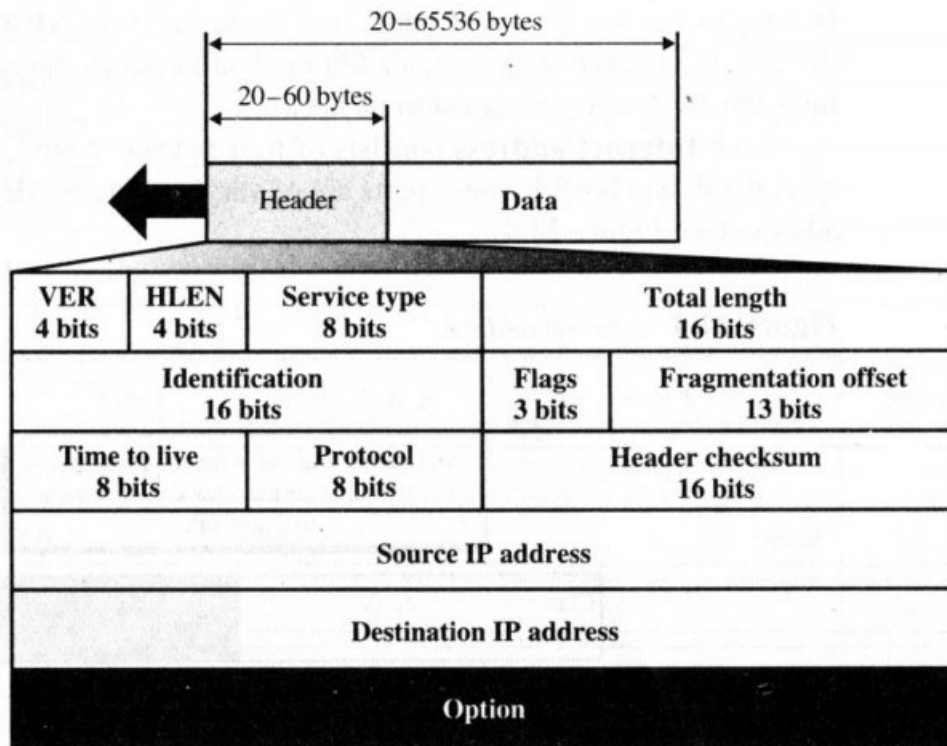 20–65536 bytes
20–60 bytes
Header
Data
VER
4 bits
HLEN
4 bits
Service type
8 bits
Total length
16 bits
Identification
16 bits
Flags
3 bits
Fragmentation offset
13 bits
Time to live
8 bits
Protocol
8 bits
Header checksum
16 bits
Source IP address
Destination IP address
Option